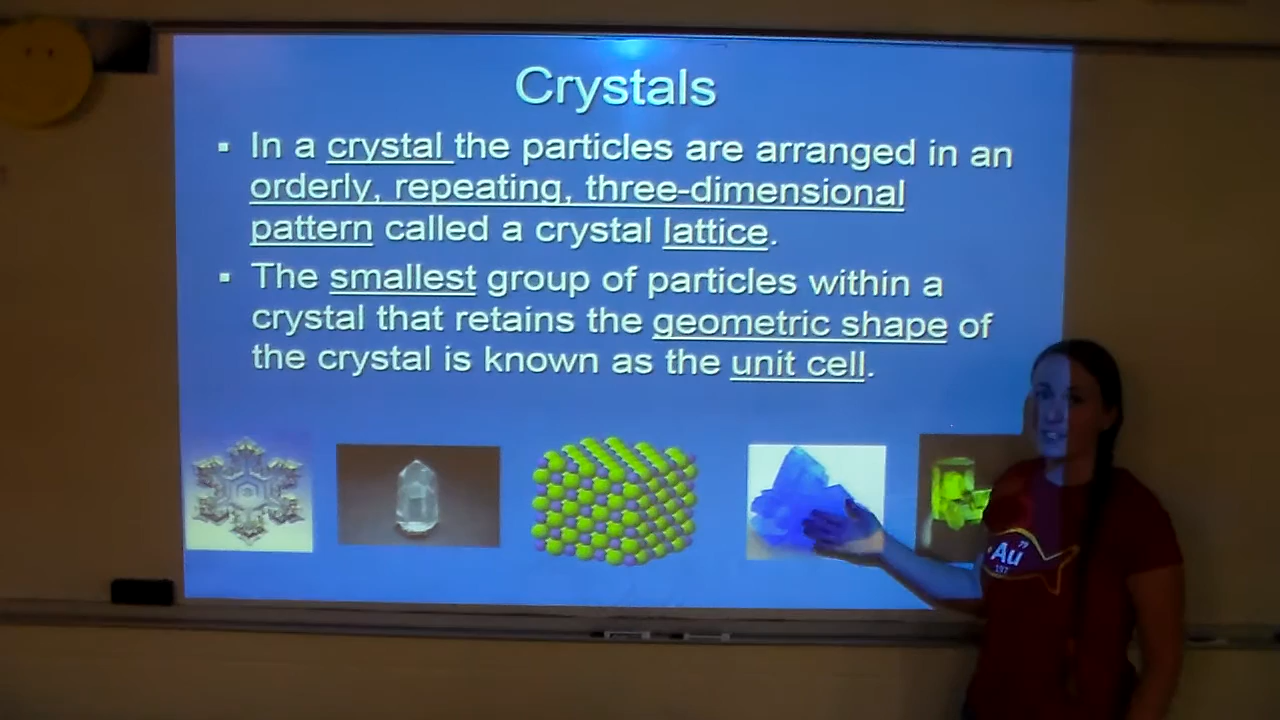 Crystals
▪ In a crystal the particles are arranged in an
orderly, repeating, three-dimensional
pattern called a crystal lattice.
▪ The smallest group of particles within a
crystal that retains the geometric shape of
the crystal is known as the unit cell.
Au
197